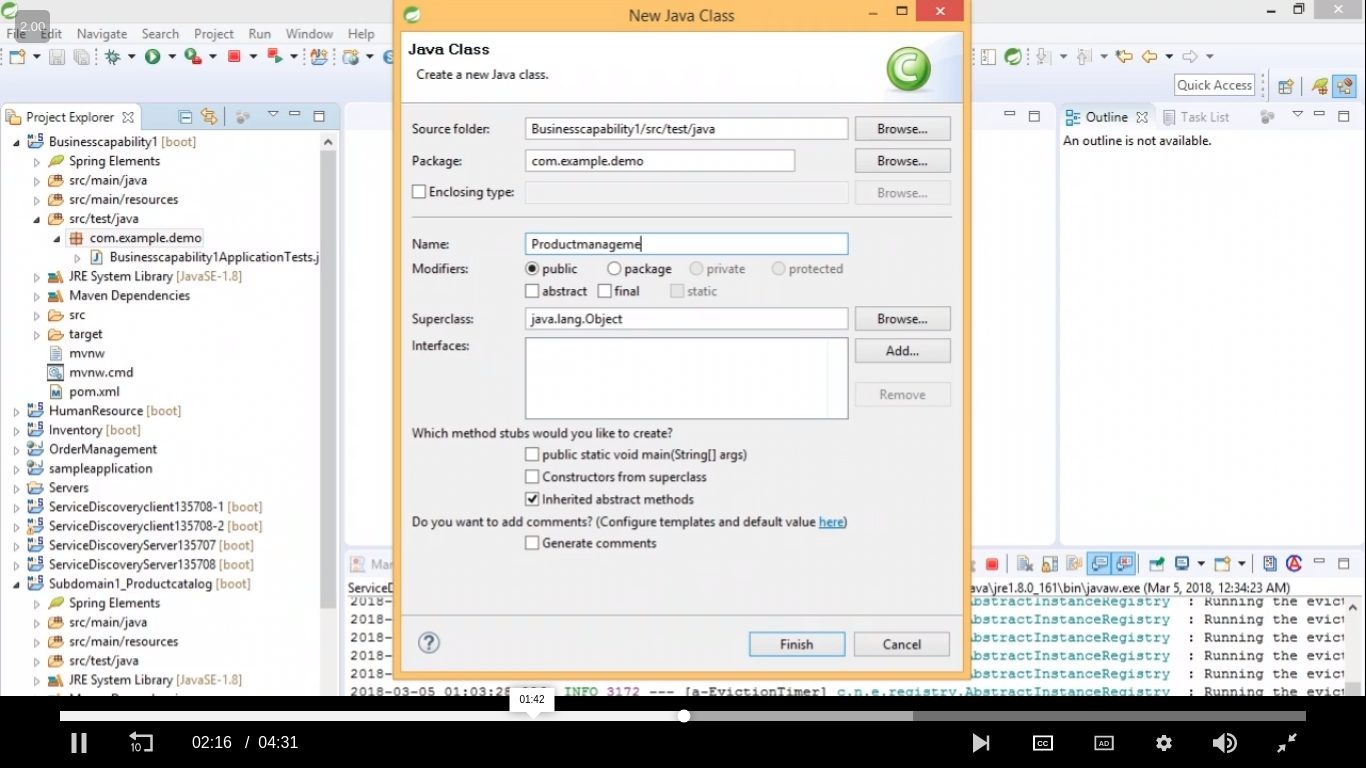 2.00
New Java Class
File Edit Navigate Search Project Run Window Help
Java Class
Create a new Java class.
Quick Access
Project Explorer
Outline
Task List
An outline is not available.
Businesscapability1 [boot]
Spring Elements
src/main/java
src/main/resources
src/test/java
com.example.demo
Businesscapability1ApplicationTests.j
JRE System Library [JavaSE-1.8]
Maven Dependencies
src
target
mvnw
mvnw.cmd
pom.xml
HumanResource [boot]
Inventory [boot]
OrderManagement
sampleapplication
Servers
ServiceDiscoveryclient135708-1 [boot]
ServiceDiscoveryclient135708-2 [boot]
ServiceDiscoveryServer135707 [boot]
ServiceDiscoveryServer135708 [boot]
Subdomain1_Productcatalog [boot]
Spring Elements
src/main/java
src/main/resources
src/test/java
JRE System Library [JavaSE-1.8]
Source folder: Businesscapability1/src/test/java Browse...
Package: com.example.demo Browse...
Enclosing type: Browse...
Name: Productmanageme
Modifiers: public package private protected
abstract final static
Superclass: java.lang.Object Browse...
Interfaces: Add...
Remove
Which method stubs would you like to create?
public static void main(String[] args)
Constructors from superclass
Inherited abstract methods
Do you want to add comments? (Configure templates and default value here)
Generate comments
Finish Cancel
Mar
ServiceD
ava\jre1.8.0_161\bin\javaw.exe (Mar 5, 2018, 12:34:23 AM)
2018- AbstractInstanceRegistry : Running the evict
2018- AbstractInstanceRegistry : Running the evict
2018- AbstractInstanceRegistry : Running the evict
2018- AbstractInstanceRegistry : Running the evict
2018- AbstractInstanceRegistry : Running the evict
2018-03-05 01:03:28 INFO 3172 --- [a-EvictionTimer] c.n.e.registry.AbstractInstanceRegistry : Running the evict
01:42
10
02:16 / 04:31
CC
AD